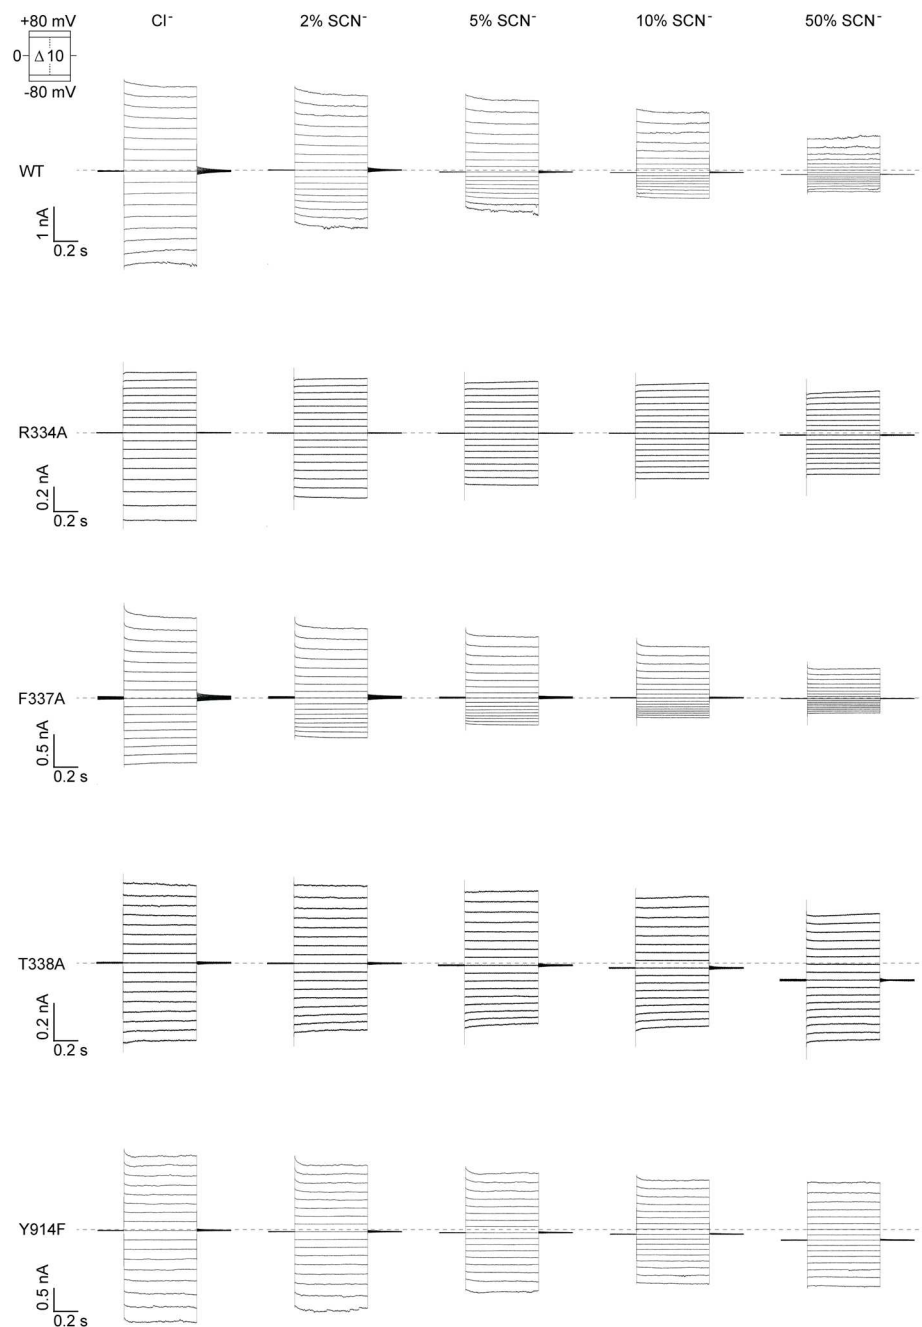 +80 mV Cl⁻ 2% SCN⁻ 5% SCN⁻ 10% SCN⁻ 50% SCN⁻
0 Δ 10
-80 mV
WT
1 nA
0.2 s
R334A
0.2 nA
0.2 s
F337A
0.5 nA
0.2 s
T338A
0.2 nA
0.2 s
Y914F
0.5 nA
0.2 s